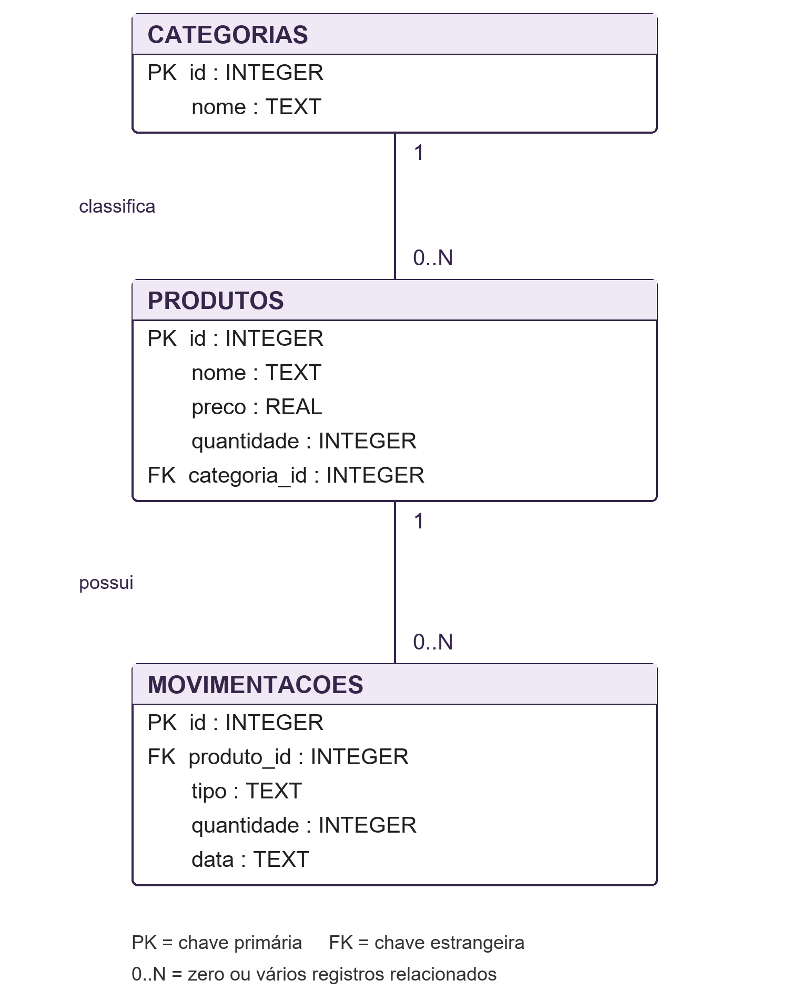 CATEGORIAS
PK id : INTEGER
nome : TEXT
1
classifica
0..N
PRODUTOS
PK id : INTEGER
nome : TEXT
preco : REAL
quantidade : INTEGER
FK categoria_id : INTEGER
1
possui
0..N
MOVIMENTACOES
PK id : INTEGER
FK produto_id : INTEGER
tipo : TEXT
quantidade : INTEGER
data : TEXT
PK = chave primária FK = chave estrangeira
0..N = zero ou vários registros relacionados